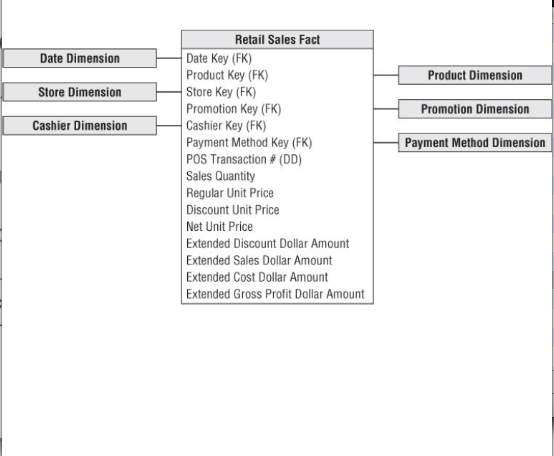 Retail Sales Fact
Date Dimension
Store Dimension
Cashier Dimension
Date Key (FK)
Product Key (FK)
Store Key (FK)
Promotion Key (FK)
Cashier Key (FK)
Payment Method Key (FK)
POS Transaction # (DD)
Sales Quantity
Regular Unit Price
Discount Unit Price
Net Unit Price
Extended Discount Dollar Amount
Extended Sales Dollar Amount
Extended Cost Dollar Amount
Extended Gross Profit Dollar Amount
Product Dimension
Promotion Dimension
Payment Method Dimension